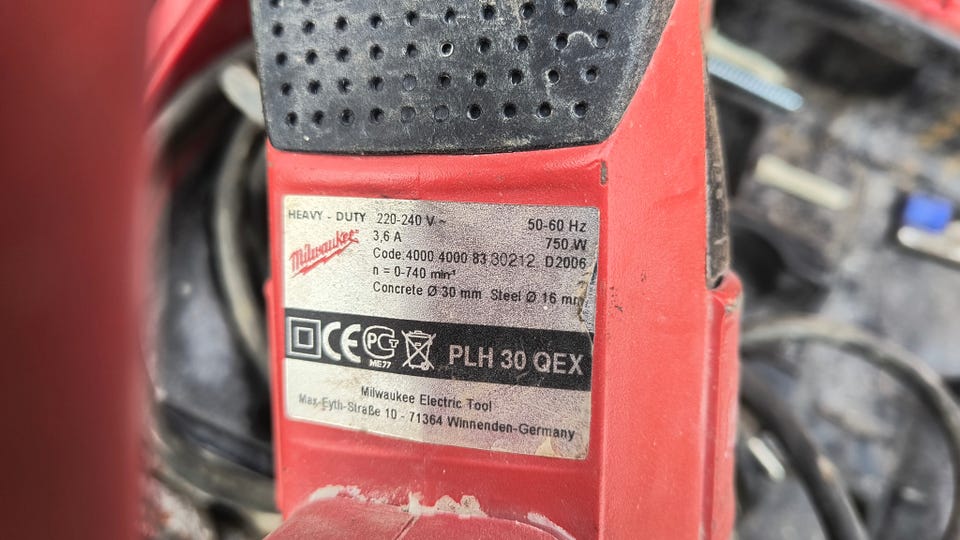 HEAVY - DUTY 220-240 V ~ 50-60 Hz
Milwaukee 3,6 A 750 W
Code: 4000 4000 83 30212 D2006
n = 0-740 min-¹
Concrete Ø 30 mm Steel Ø 16 mm
CE PCT ME77 PLH 30 QEX
Milwaukee Electric Tool
Max-Eyth-Straße 10 - 71364 Winnenden-Germany